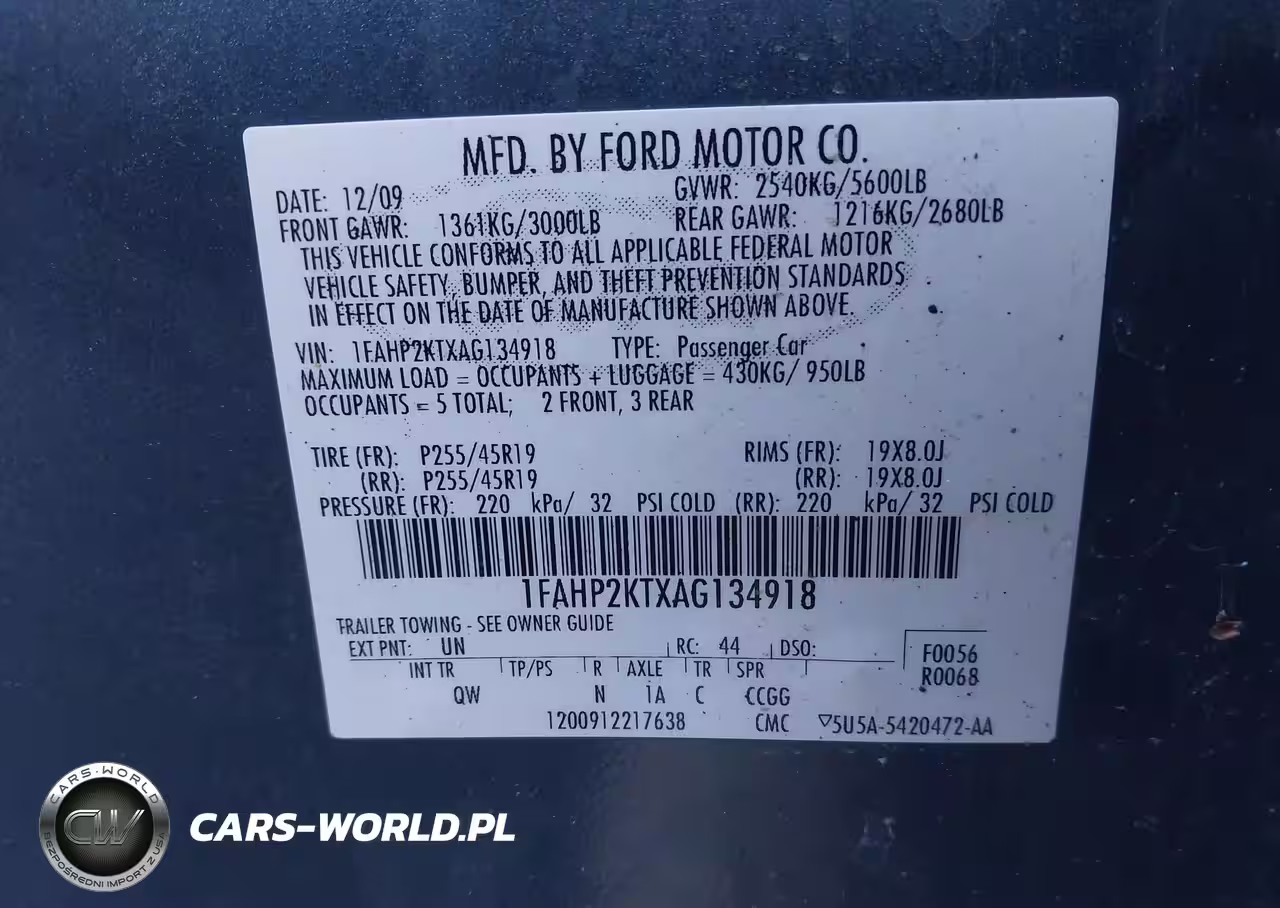 MFD. BY FORD MOTOR CO.
DATE: 12/09 GVWR: 2540KG/5600LB
FRONT GAWR: 1361KG/3000LB REAR GAWR: 1216KG/2680LB
THIS VEHICLE CONFORMS TO ALL APPLICABLE FEDERAL MOTOR
VEHICLE SAFETY, BUMPER, AND THEFT PREVENTION STANDARDS
IN EFFECT ON THE DATE OF MANUFACTURE SHOWN ABOVE.
VIN: 1FAHP2KTXAG134918 TYPE: Passenger Car
MAXIMUM LOAD = OCCUPANTS + LUGGAGE = 430KG/ 950LB
OCCUPANTS = 5 TOTAL; 2 FRONT, 3 REAR
TIRE (FR): P255/45R19 RIMS (FR): 19X8.0J
(RR): P255/45R19 (RR): 19X8.0J
PRESSURE (FR): 220 kPa/ 32 PSI COLD (RR): 220 kPa/ 32 PSI COLD
1FAHP2KTXAG134918
TRAILER TOWING - SEE OWNER GUIDE
EXT PNT: UN RC: 44 DSO:
F0056
R0068
INT TR TP/PS R AXLE TR SPR
QW N 1A C CCGG
1200912217638 CMC ▽5U5A-5420472-AA
CARS-WORLD
CW
BEZPOŚREDNI IMPORT Z USA
CARS-WORLD.PL